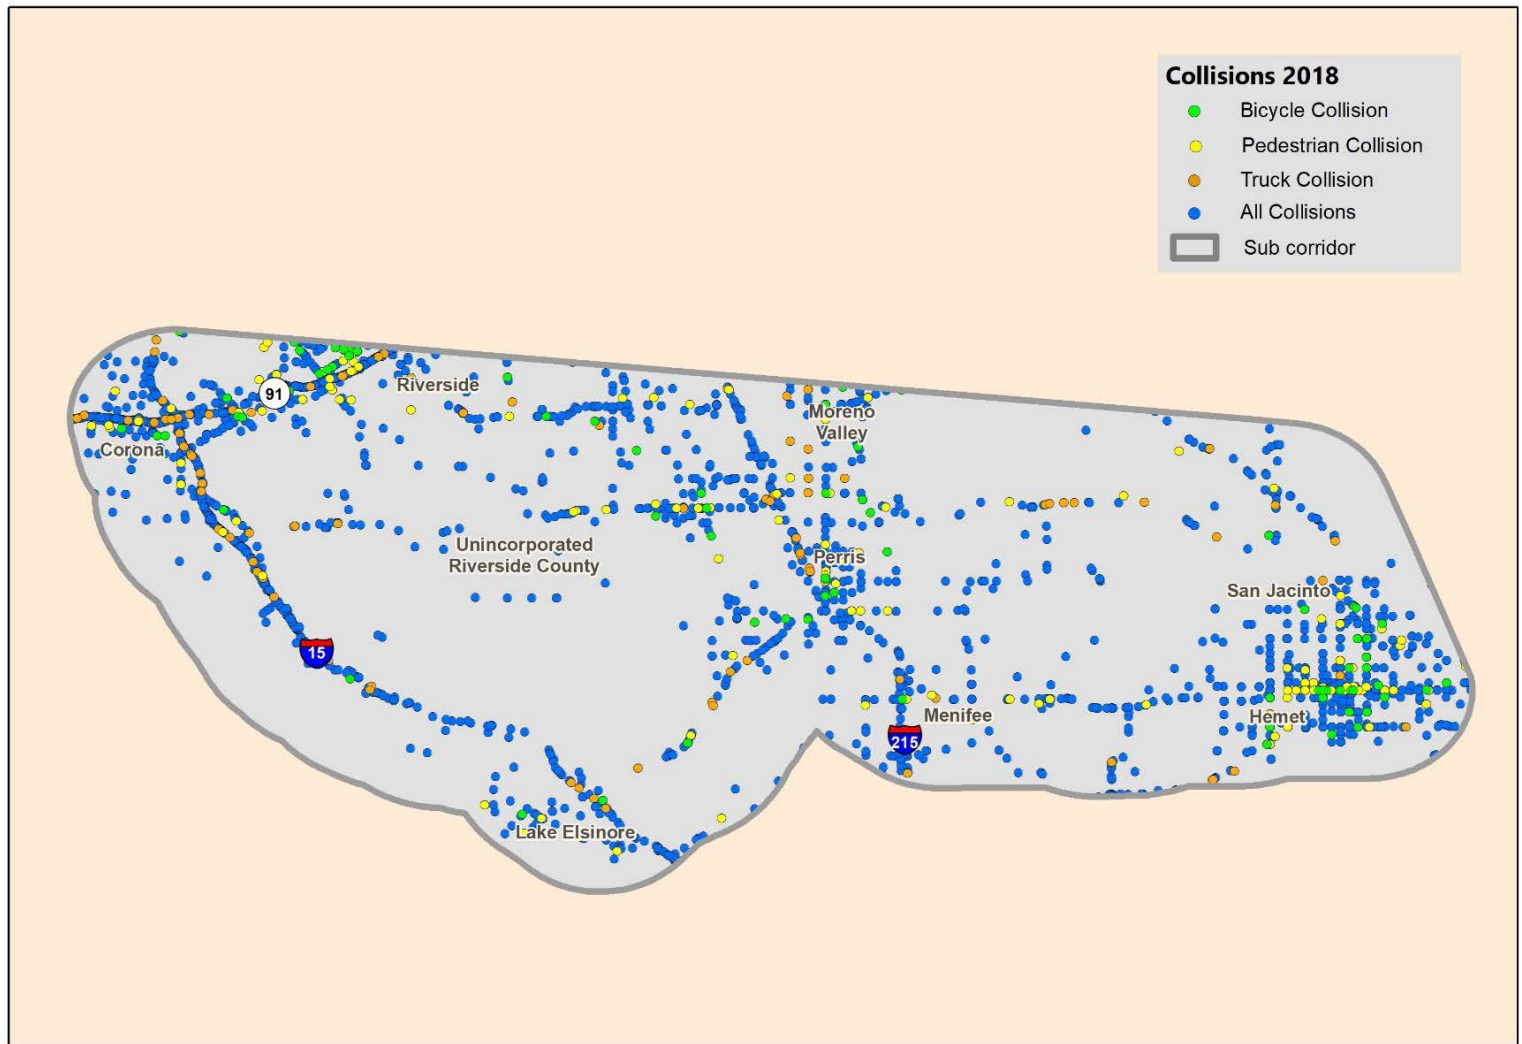 Collisions 2018
Bicycle Collision
Pedestrian Collision
Truck Collision
All Collisions
Sub corridor
91
Riverside
Moreno
Valley
Corona
Unincorporated
Riverside County
Perris
San Jacinto
15
Menifee
Hemet
215
Lake Elsinore